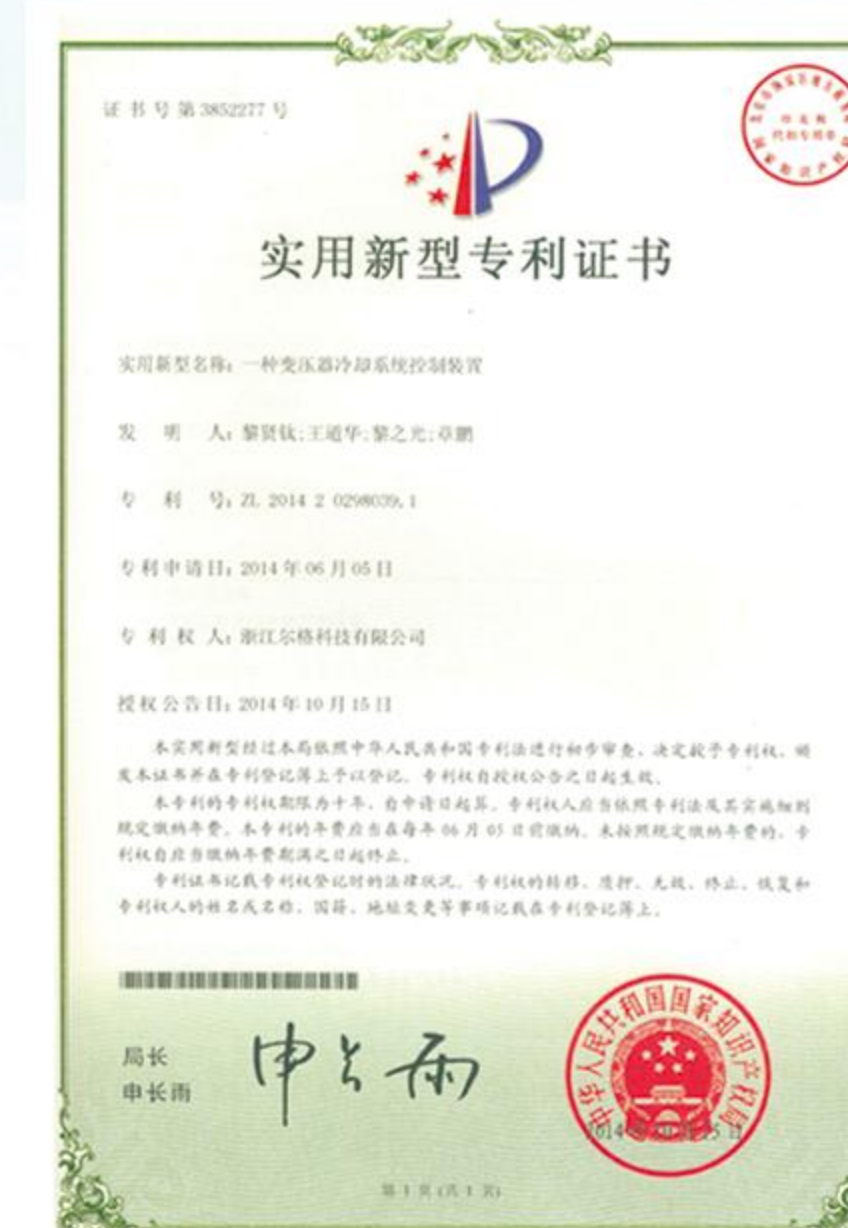 证书号第3852277号
实用新型专利证书
实用新型名称：一种变压器冷却系统控制装置
发 明 人：黎贤钛;王道华;黎之光;章鹏
专 利 号：ZL 2014 2 0298039.1
专利申请日：2014年06月05日
专 利 权 人：浙江尔格科技有限公司
授权公告日：2014年10月15日
本实用新型经过本局依照中华人民共和国专利法进行初步审查，决定授予专利权，颁
发本证书并在专利登记簿上予以登记。专利权自授权公告之日起生效。
本专利的专利权期限为十年，自申请日起算。专利权人应当依照专利法及其实施细则
规定缴纳年费。本专利的年费应当在每年06月05日前缴纳。未按照规定缴纳年费的，专
利权自应当缴纳年费期满之日起终止。
专利证书记载专利权登记时的法律状况。专利权的转移、质押、无效、终止、恢复和
专利权人的姓名或名称、国籍、地址变更等事项记载在专利登记簿上。
局长
申长雨
申长雨
中华人民共和国国家知识产权局
2014年10月15日
第1页(共1页)